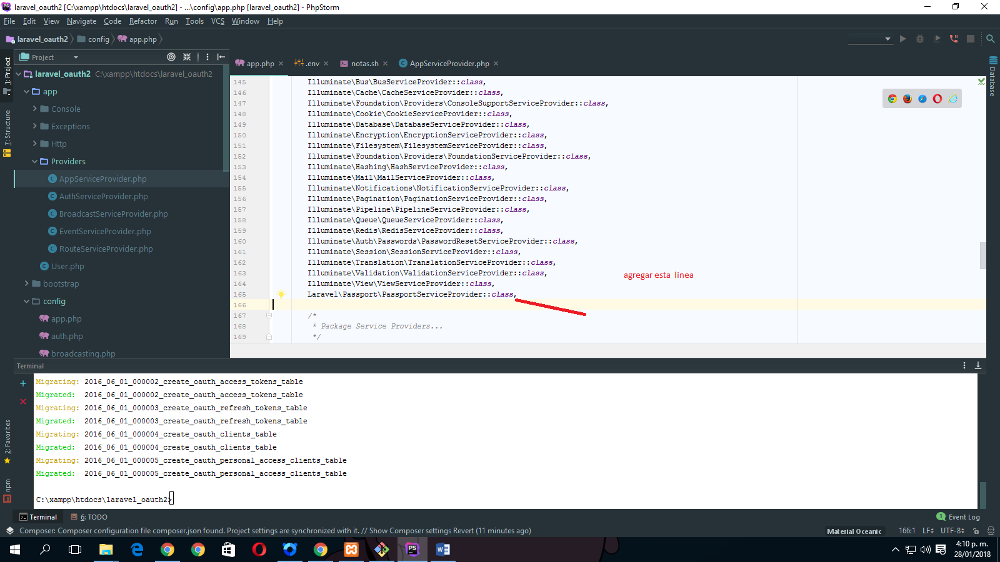 laravel_oauth2 [C:\xampp\htdocs\laravel_oauth2] - ...\config\app.php [laravel_oauth2] - PhpStorm
File Edit View Navigate Code Refactor Run Tools VCS Window Help
laravel_oauth2 config app.php
Project
app.php .env notas.sh AppServiceProvider.php
1: Project
7: Structure
2: Favorites
npm
Database
laravel_oauth2 C:\xampp\htdocs\laravel_oauth2
app
Console
Exceptions
Http
Providers
AppServiceProvider.php
AuthServiceProvider.php
BroadcastServiceProvider.php
EventServiceProvider.php
RouteServiceProvider.php
User.php
bootstrap
config
app.php
auth.php
broadcasting.php
145 Illuminate\Bus\BusServiceProvider::class,
146 Illuminate\Cache\CacheServiceProvider::class,
147 Illuminate\Foundation\Providers\ConsoleSupportServiceProvider::class,
148 Illuminate\Cookie\CookieServiceProvider::class,
149 Illuminate\Database\DatabaseServiceProvider::class,
150 Illuminate\Encryption\EncryptionServiceProvider::class,
151 Illuminate\Filesystem\FilesystemServiceProvider::class,
152 Illuminate\Foundation\Providers\FoundationServiceProvider::class,
153 Illuminate\Hashing\HashServiceProvider::class,
154 Illuminate\Mail\MailServiceProvider::class,
155 Illuminate\Notifications\NotificationServiceProvider::class,
156 Illuminate\Pagination\PaginationServiceProvider::class,
157 Illuminate\Pipeline\PipelineServiceProvider::class,
158 Illuminate\Queue\QueueServiceProvider::class,
159 Illuminate\Redis\RedisServiceProvider::class,
160 Illuminate\Auth\Passwords\PasswordResetServiceProvider::class,
161 Illuminate\Session\SessionServiceProvider::class,
162 Illuminate\Translation\TranslationServiceProvider::class,
163 Illuminate\Validation\ValidationServiceProvider::class,
agregar esta linea
164 Illuminate\View\ViewServiceProvider::class,
165 Laravel\Passport\PassportServiceProvider::class,
166
167 /*
168 * Package Service Providers...
169 */
Terminal
Migrating: 2016_06_01_000002_create_oauth_access_tokens_table
Migrated: 2016_06_01_000002_create_oauth_access_tokens_table
Migrating: 2016_06_01_000003_create_oauth_refresh_tokens_table
Migrated: 2016_06_01_000003_create_oauth_refresh_tokens_table
Migrating: 2016_06_01_000004_create_oauth_clients_table
Migrated: 2016_06_01_000004_create_oauth_clients_table
Migrating: 2016_06_01_000005_create_oauth_personal_access_clients_table
Migrated: 2016_06_01_000005_create_oauth_personal_access_clients_table
C:\xampp\htdocs\laravel_oauth2>
Terminal 6: TODO 1 Event Log
Composer: Composer configuration file composer.json found. Project settings are synchronized with it. // Show Composer settings Revert (11 minutes ago) Material Oceanic 166:1 LF UTF-8
4:10 p. m.
28/01/2018